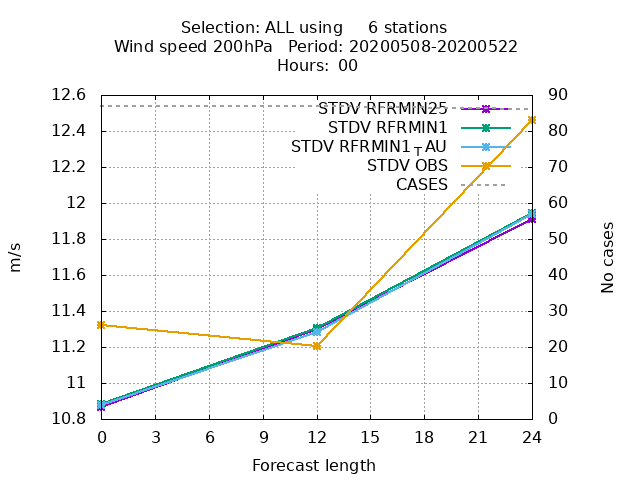 Selection: ALL using     6 stations
Wind speed 200hPa   Period: 20200508-20200522
Hours:  00
12.6
12.4
12.2
12
11.8
11.6
11.4
11.2
11
10.8
90
80
70
60
50
40
30
20
10
0
m/s
No cases
STDV RFRMIN25
STDV RFRMIN1
STDV RFRMIN1TAU
STDV OBS
CASES
0 3 6 9 12 15 18 21 24
Forecast length